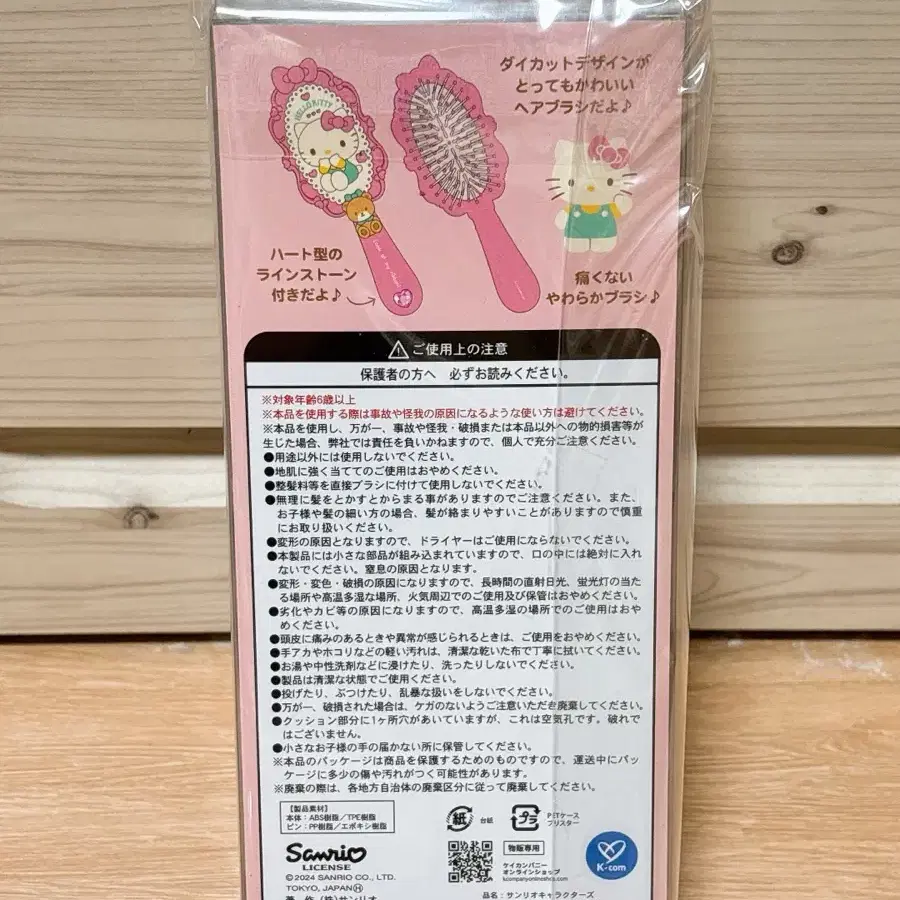 ダイカットデザインが
とってもかわいい
ヘアブラシだよ♪
HELLO KITTY
ハート型の
ラインストーン
付きだよ♪
痛くない
やわらかブラシ♪
⚠ご使用上の注意
保護者の方へ 必ずお読みください。
※対象年齢6歳以上
※本品を使用する際は事故や怪我の原因になるような使い方は避けてください。
※本品を使用し、万が一、事故や怪我・破損または本品以外への物的損害等が
生じた場合、弊社では責任を負いかねますので、個人で充分ご注意ください。
●用途以外には使用しないでください。
●地肌に強く当ててのご使用はおやめください。
●整髪料等を直接ブラシに付けて使用しないでください。
●無理に髪をとかすとからまる事がありますのでご注意ください。また、
お子様や髪の細い方の場合、髪が絡まりやすいことがありますので慎重
にお取り扱いください。
●変形の原因となりますので、ドライヤーはご使用にならないでください。
●本製品には小さな部品が組み込まれていますので、口の中には絶対に入れ
ないでください。窒息の原因となります。
●変形・変色・破損の原因になりますので、長時間の直射日光、蛍光灯の当た
る場所や高温多湿な場所、火気周辺でのご使用及び保管はおやめください。
●劣化やカビ等の原因になりますので、高温多湿の場所でのご使用はおや
めください。
●頭皮に痛みのあるときや異常が感じられるときは、ご使用をおやめください。
●手アカやホコリなどの軽い汚れは、清潔な乾いた布で丁寧に拭いてください。
●お湯や中性洗剤などに浸けたり、洗ったりしないでください。
●製品は清潔な状態でご使用ください。
●投げたり、ぶつけたり、乱暴な扱いをしないでください。
●万が一、破損された場合は、ケガのないようご注意いただき廃棄してください。
●クッション部分に1ヶ所穴があいていますが、これは空気孔です。破れで
はございません。
●小さなお子様の手の届かない所に保管してください。
※本品のパッケージは商品を保護するためのものですので、運送中にパッ
ケージに多少の傷や汚れがつく可能性があります。
※廃棄の際は、各地方自治体の廃棄区分に従って廃棄してください。
【製品素材】
本体：ABS樹脂／TPE樹脂
ピン：PP樹脂／エポキシ樹脂
紙 台紙
プラ PETケース
ブリスター
Sanrio
LICENSE
©2024 SANRIO CO., LTD.
TOKYO, JAPAN Ⓗ
著 作 (株)サンリオ
物販専用
ケイカンパニー
オンラインショップ
kcompanyonlineshop.com
K-com
品名：サンリオキャラクターズ